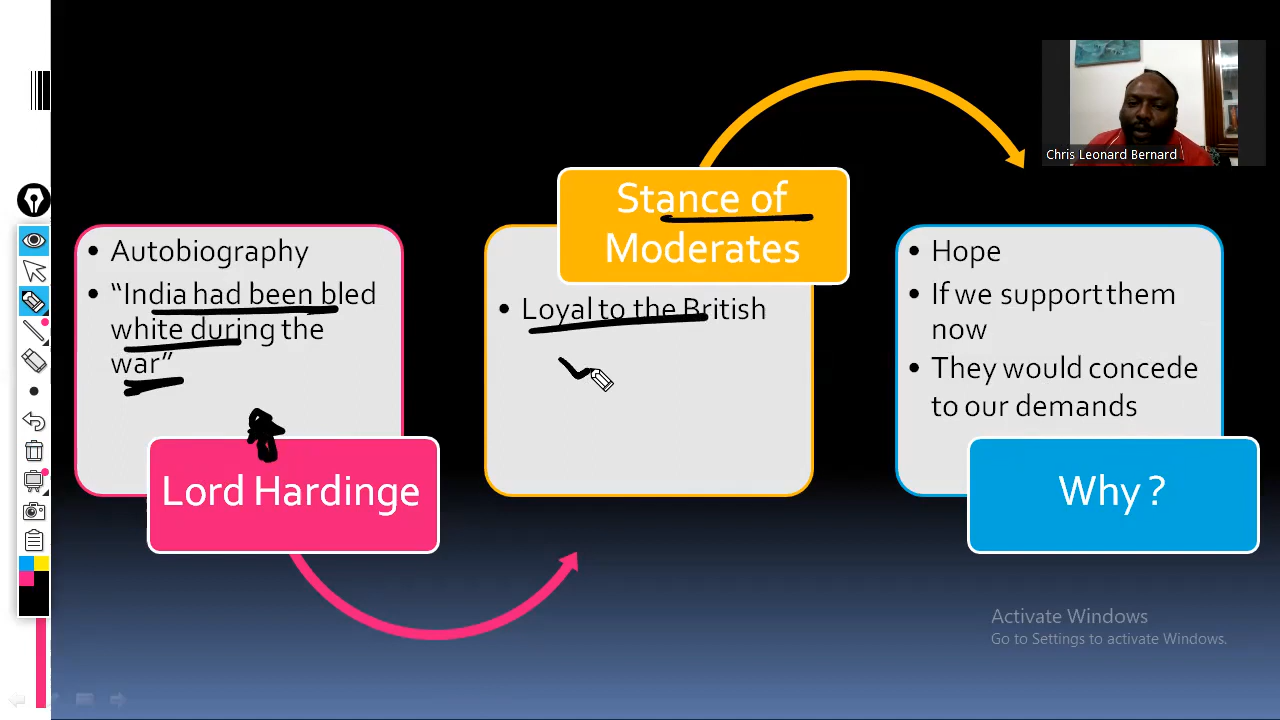 Chris Leonard Bernard
• Autobiography
• “India had been bled
white during the
war”
Lord Hardinge
Stance of
Moderates
• Loyal to the British
• Hope
• If we support them
now
• They would concede
to our demands
Why ?
Activate Windows
Go to Settings to activate Windows.